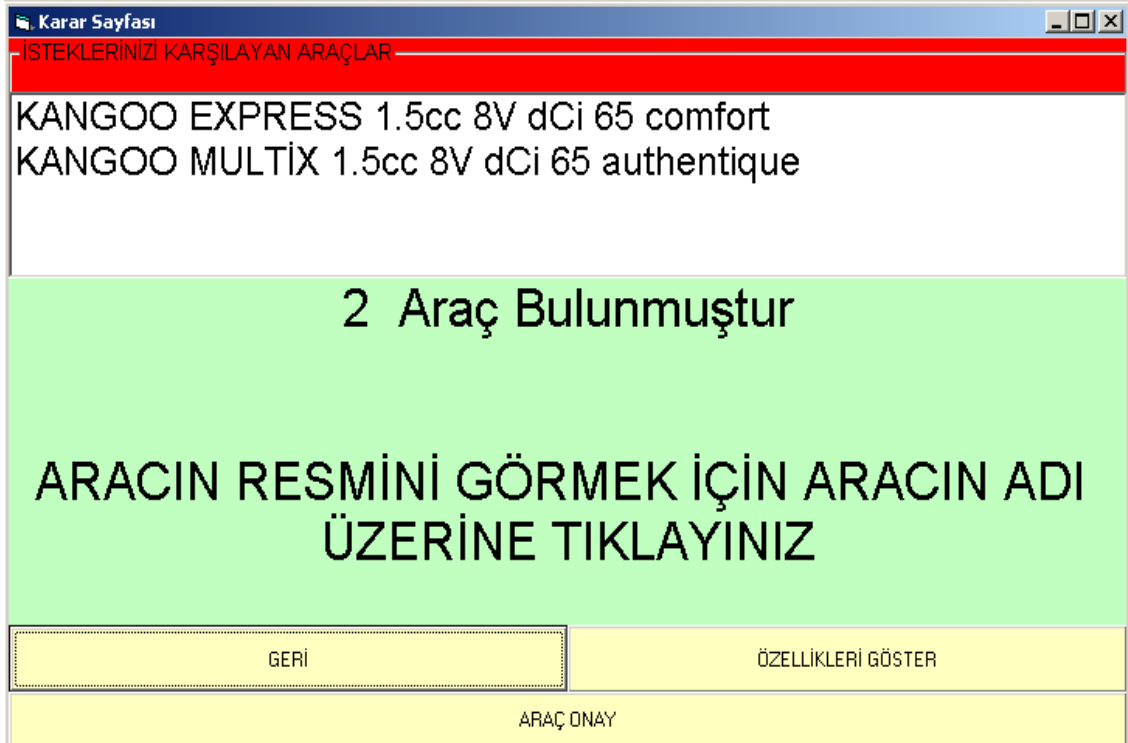 Karar Sayfası
İSTEKLERİNİZİ KARŞILAYAN ARAÇLAR
KANGOO EXPRESS 1.5cc 8V dCi 65 comfort
KANGOO MULTİX 1.5cc 8V dCi 65 authentique
2 Araç Bulunmuştur
ARACIN RESMİNİ GÖRMEK İÇİN ARACIN ADI
ÜZERİNE TIKLAYINIZ
GERİ
ÖZELLİKLERİ GÖSTER
ARAÇ ONAY